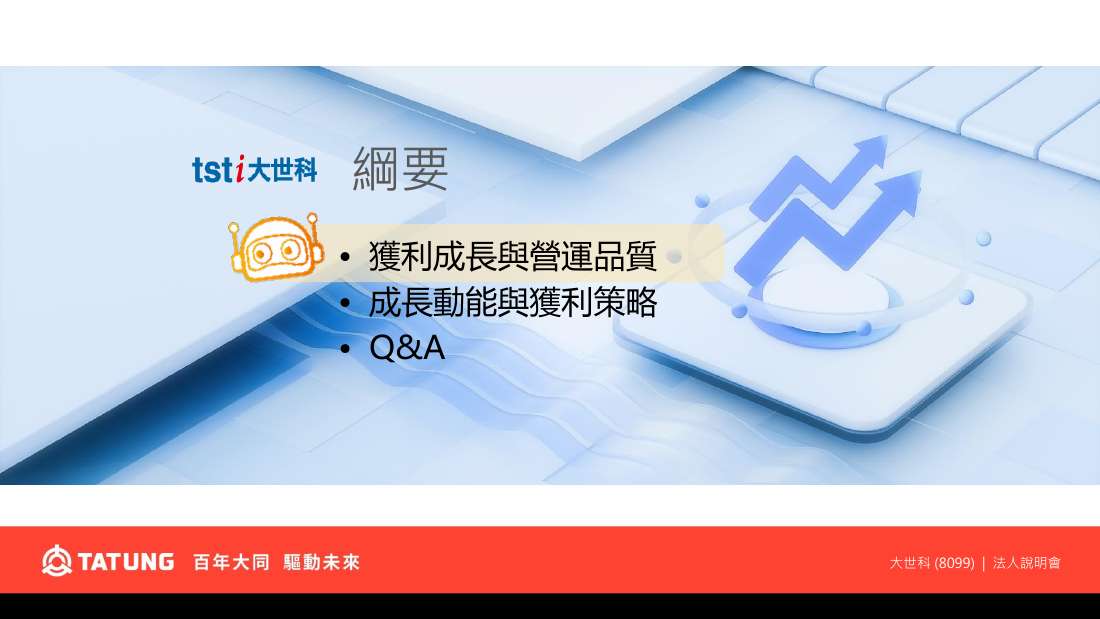 tsti大世科 綱要
• 獲利成長與營運品質
• 成長動能與獲利策略
• Q&A
TATUNG 百年大同 驅動未來
大世科 (8099) | 法人說明會